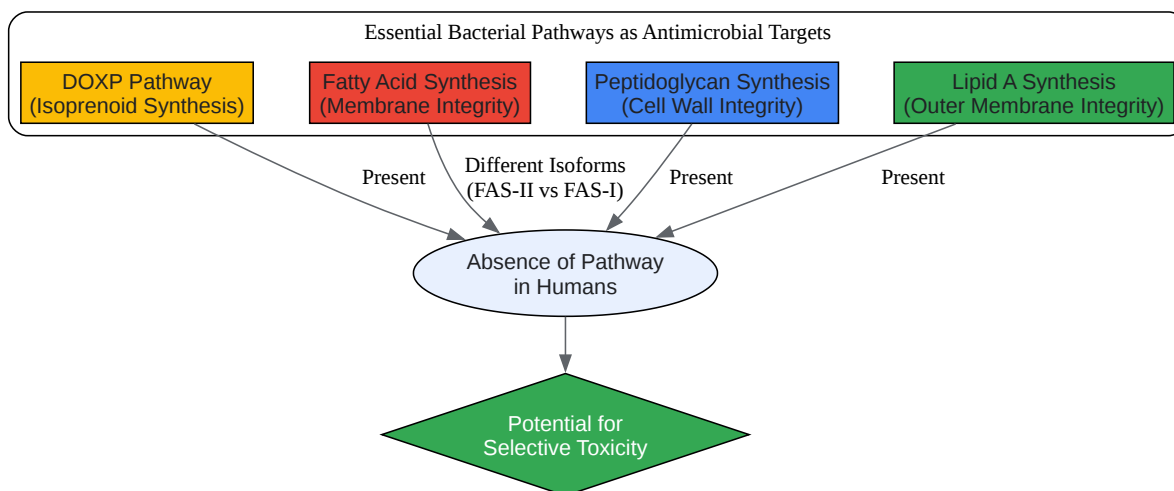 Essential Bacterial Pathways as Antimicrobial Targets
DOXP Pathway
(Isoprenoid Synthesis)
Fatty Acid Synthesis
(Membrane Integrity)
Peptidoglycan Synthesis
(Cell Wall Integrity)
Lipid A Synthesis
(Outer Membrane Integrity)
Present
Different Isoforms
(FAS-II vs FAS-I)
Present
Present
Absence of Pathway
in Humans
Potential for
Selective Toxicity